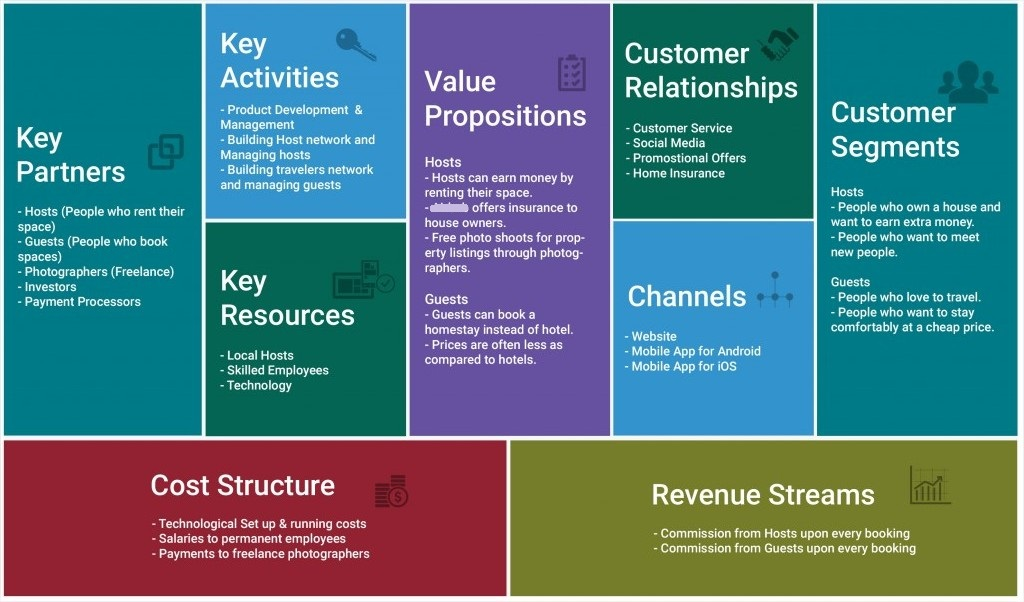 Key
Partners
- Hosts (People who rent their
space)
- Guests (People who book
spaces)
- Photographers (Freelance)
- Investors
- Payment Processors
Key
Activities
- Product Development &
Management
- Building Host network and
Managing hosts
- Building travelers network
and managing guests
Key
Resources
- Local Hosts
- Skilled Employees
- Technology
Value
Propositions
Hosts
- Hosts can earn money by
renting their space.
- offers insurance to
house owners.
- Free photo shoots for prop-
erty listings through photog-
raphers.
Guests
- Guests can book a
homestay instead of hotel.
- Prices are often less as
compared to hotels.
Customer
Relationships
- Customer Service
- Social Media
- Promostional Offers
- Home Insurance
Channels
- Website
- Mobile App for Android
- Mobile App for iOS
Customer
Segments
Hosts
- People who own a house and
want to earn extra money.
- People who want to meet
new people.
Guests
- People who love to travel.
- People who want to stay
comfortably at a cheap price.
Cost Structure
- Technological Set up & running costs
- Salaries to permanent employees
- Payments to freelance photographers
Revenue Streams
- Commission from Hosts upon every booking
- Commission from Guests upon every booking